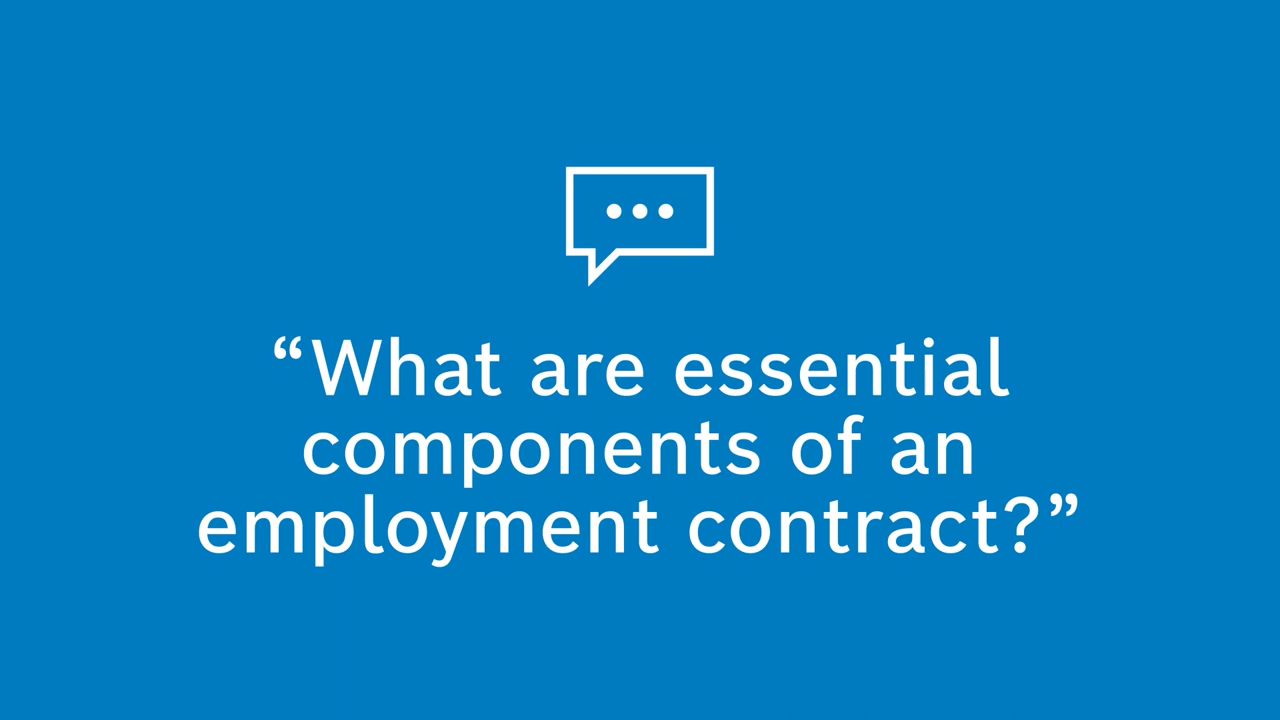 “What are essential
components of an
employment contract?”